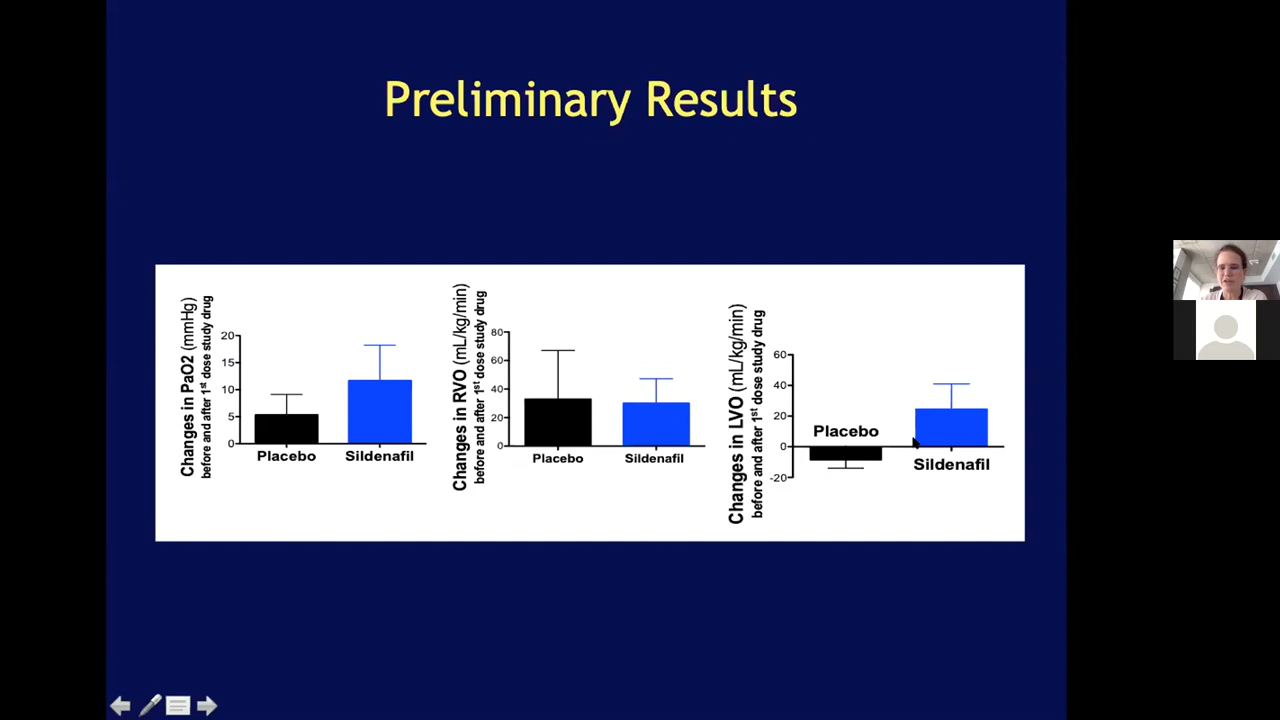 Preliminary Results
Changes in PaO2 (mmHg)
before and after 1st dose study drug
20
15
10
5
0
Placebo
Sildenafil
Changes in RVO (mL/kg/min)
before and after 1st dose study drug
80
60
40
20
0
Placebo
Sildenafil
Changes in LVO (mL/kg/min)
before and after 1st dose study drug
60
40
20
0
-20
Placebo
Sildenafil